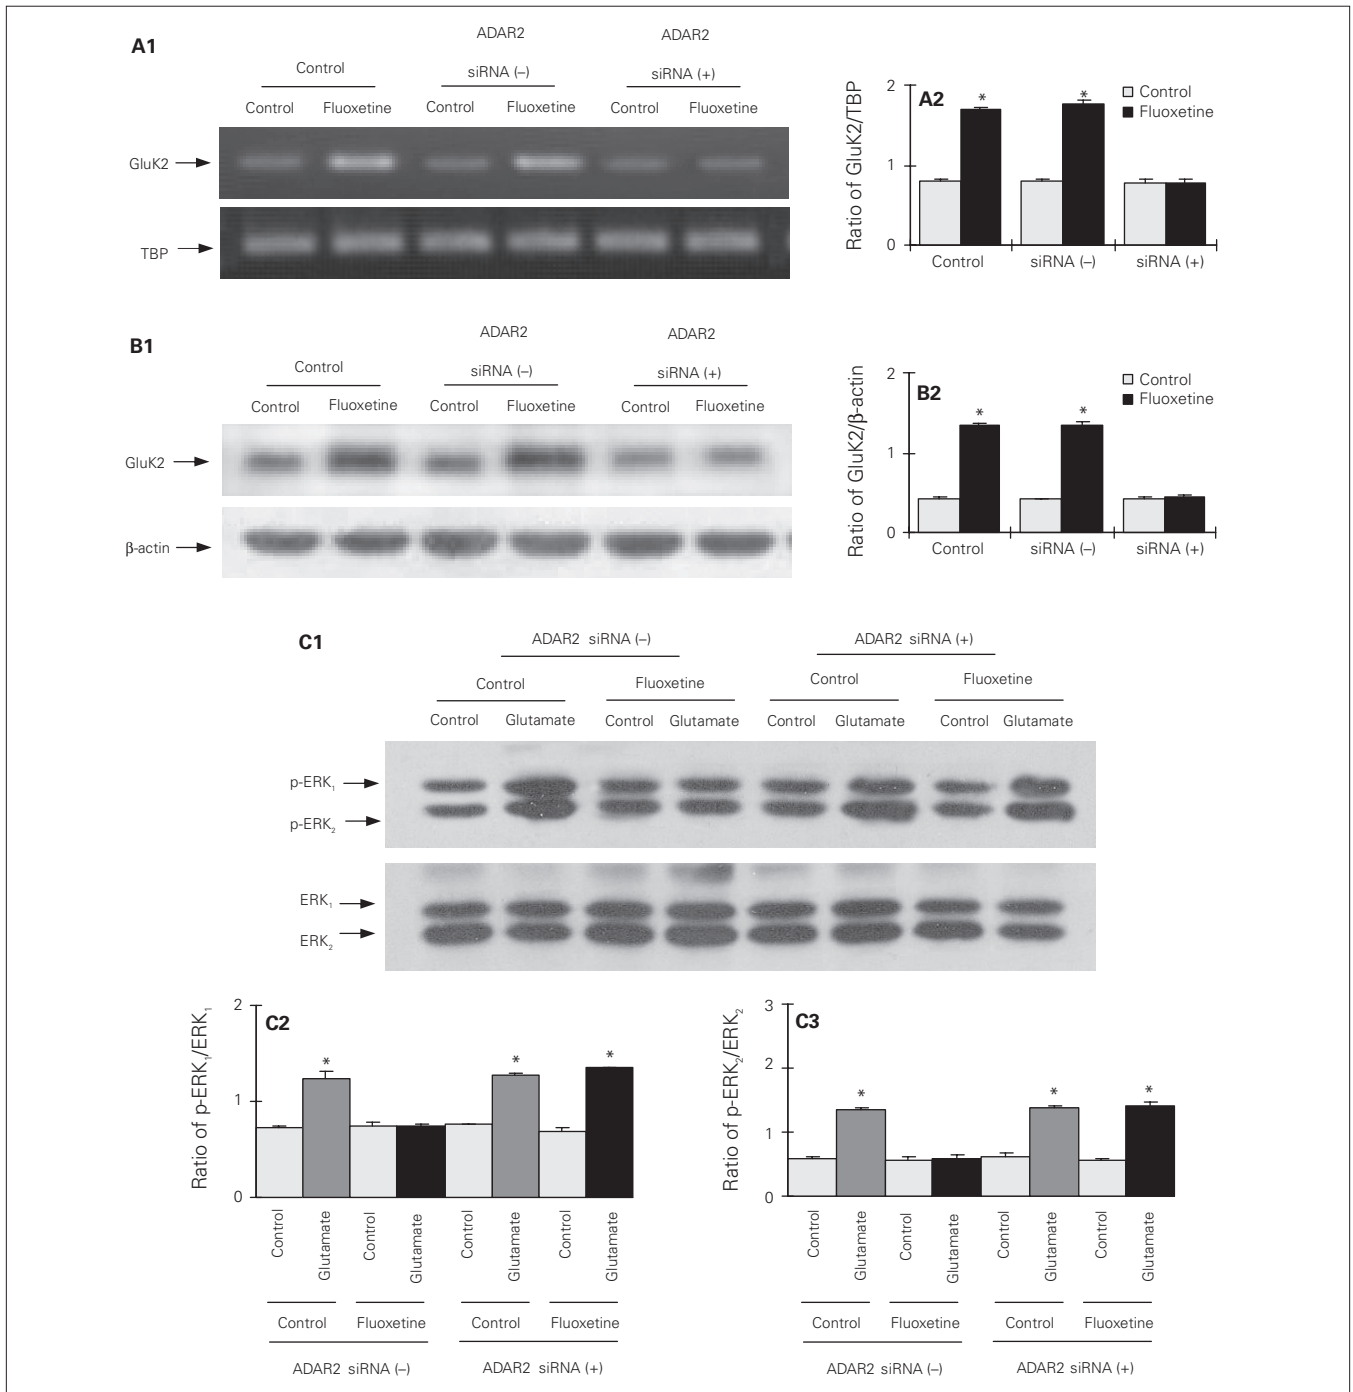 A1
ADAR2
ADAR2
Control
siRNA (–)
siRNA (+)
Control Fluoxetine Control Fluoxetine Control Fluoxetine
GluK2
TBP
A2
Ratio of GluK2/TBP
2
1
0
Control
Fluoxetine
Control siRNA (–) siRNA (+)
* *
B1
ADAR2
ADAR2
Control
siRNA (–)
siRNA (+)
Control Fluoxetine Control Fluoxetine Control Fluoxetine
GluK2
β-actin
B2
Ratio of GluK2/β-actin
2
1
0
Control
Fluoxetine
Control siRNA (–) siRNA (+)
* *
C1
ADAR2 siRNA (–) ADAR2 siRNA (+)
Control Fluoxetine Control Fluoxetine
Control Glutamate Control Glutamate Control Glutamate Control Glutamate
p-ERK₁
p-ERK₂
ERK₁
ERK₂
C2
Ratio of p-ERK₁/ERK₁
2
1
0
* * *
Control Glutamate Control Glutamate Control Glutamate Control Glutamate
Control Fluoxetine Control Fluoxetine
ADAR2 siRNA (–) ADAR2 siRNA (+)
C3
Ratio of p-ERK₂/ERK₂
3
2
1
0
* * *
Control Glutamate Control Glutamate Control Glutamate Control Glutamate
Control Fluoxetine Control Fluoxetine
ADAR2 siRNA (–) ADAR2 siRNA (+)